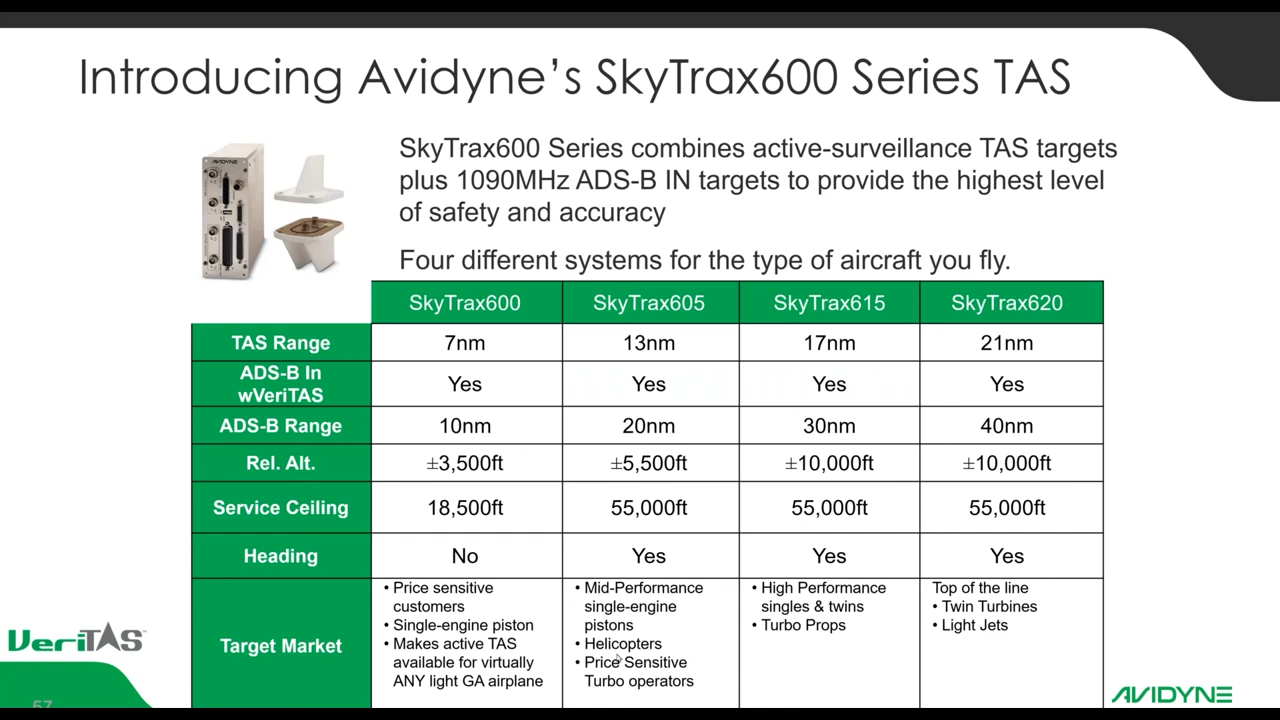 Introducing Avidyne's SkyTrax600 Series TAS
AVIDYNE
SkyTrax600 Series combines active-surveillance TAS targets
plus 1090MHz ADS-B IN targets to provide the highest level
of safety and accuracy
Four different systems for the type of aircraft you fly.
SkyTrax600 SkyTrax605 SkyTrax615 SkyTrax620
TAS Range 7nm 13nm 17nm 21nm
ADS-B In
wVeriTAS Yes Yes Yes Yes
ADS-B Range 10nm 20nm 30nm 40nm
Rel. Alt. ±3,500ft ±5,500ft ±10,000ft ±10,000ft
Service Ceiling 18,500ft 55,000ft 55,000ft 55,000ft
Heading No Yes Yes Yes
Target Market
• Price sensitive
customers
• Single-engine piston
• Makes active TAS
available for virtually
ANY light GA airplane
• Mid-Performance
single-engine
pistons
• Helicopters
• Price Sensitive
Turbo operators
• High Performance
singles & twins
• Turbo Props
Top of the line
• Twin Turbines
• Light Jets
VeriTAS™
57
AVIDYNE